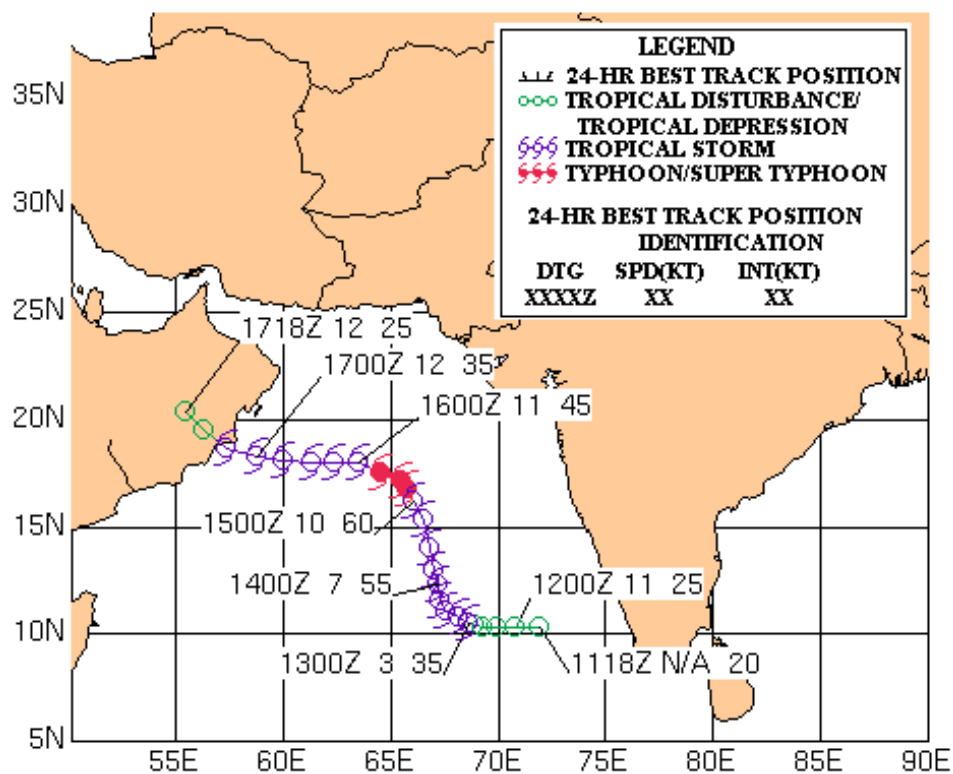 LEGEND
24-HR BEST TRACK POSITION
TROPICAL DISTURBANCE/
TROPICAL DEPRESSION
TROPICAL STORM
TYPHOON/SUPER TYPHOON
24-HR BEST TRACK POSITION
IDENTIFICATION
DTG SPD(KT) INT(KT)
XXXXZ XX XX
35N
30N
25N
20N
15N
10N
5N
1718Z 12 25
1700Z 12 35
1600Z 11 45
1500Z 10 60
1400Z 7 55
1200Z 11 25
1300Z 3 35
1118Z N/A 20
55E 60E 65E 70E 75E 80E 85E 90E